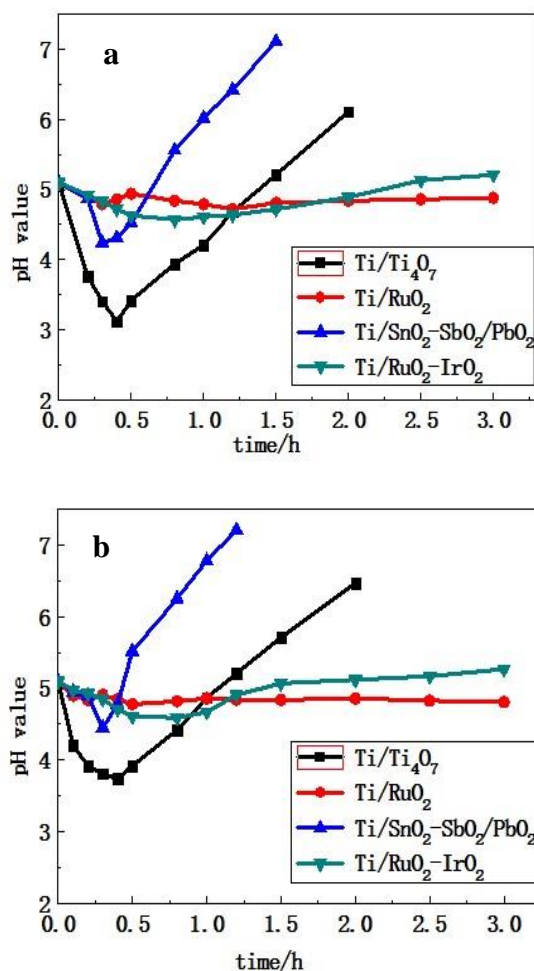 a
7
6
5
4
3
2
pH value
Ti/Ti₄O₇
Ti/RuO₂
Ti/SnO₂-SbO₂/PbO₂
Ti/RuO₂-IrO₂
0.0 0.5 1.0 1.5 2.0 2.5 3.0
time/h
b
7
6
5
4
3
2
pH value
Ti/Ti₄O₇
Ti/RuO₂
Ti/SnO₂-SbO₂/PbO₂
Ti/RuO₂-IrO₂
0.0 0.5 1.0 1.5 2.0 2.5 3.0
time/h